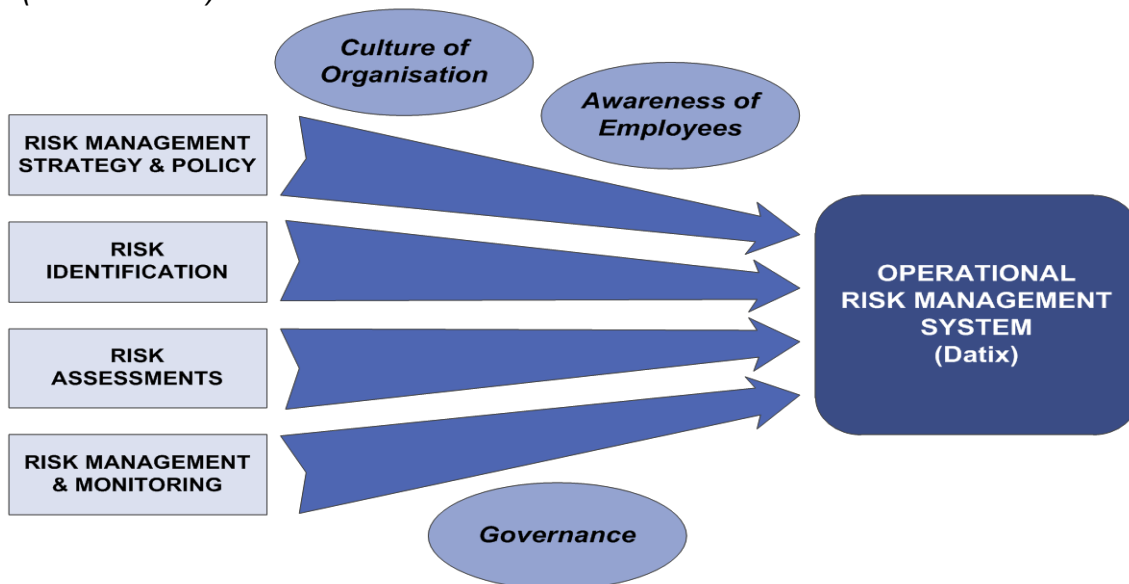 Culture of
Organisation
Awareness of
Employees
RISK MANAGEMENT
STRATEGY & POLICY
RISK
IDENTIFICATION
RISK
ASSESSMENTS
RISK MANAGEMENT
& MONITORING
OPERATIONAL
RISK MANAGEMENT
SYSTEM
(Datix)
Governance